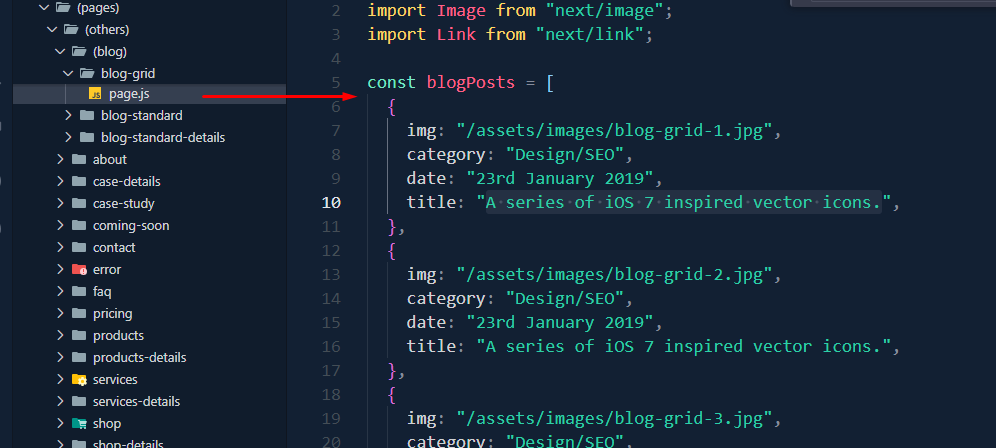 (pages)
(others)
(blog)
blog-grid
page.js
blog-standard
blog-standard-details
about
case-details
case-study
coming-soon
contact
error
faq
pricing
products
products-details
services
services-details
shop
shop-details
2 import Image from "next/image";
3 import Link from "next/link";
4
5 const blogPosts = [
6 {
7 img: "/assets/images/blog-grid-1.jpg",
8 category: "Design/SEO",
9 date: "23rd January 2019",
10 title: "A series of iOS 7 inspired vector icons.",
11 },
12 {
13 img: "/assets/images/blog-grid-2.jpg",
14 category: "Design/SEO",
15 date: "23rd January 2019",
16 title: "A series of iOS 7 inspired vector icons.",
17 },
18 {
19 img: "/assets/images/blog-grid-3.jpg",
20 category: "Design/SEO",